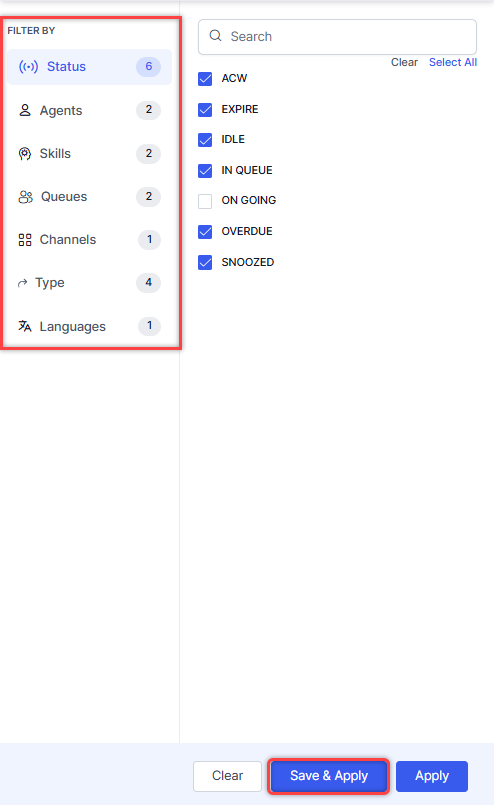 FILTER BY
Status 6
Agents 2
Skills 2
Queues 2
Channels 1
Type 4
Languages 1
Search
Clear Select All
ACW
EXPIRE
IDLE
IN QUEUE
ON GOING
OVERDUE
SNOOZED
Clear Save & Apply Apply